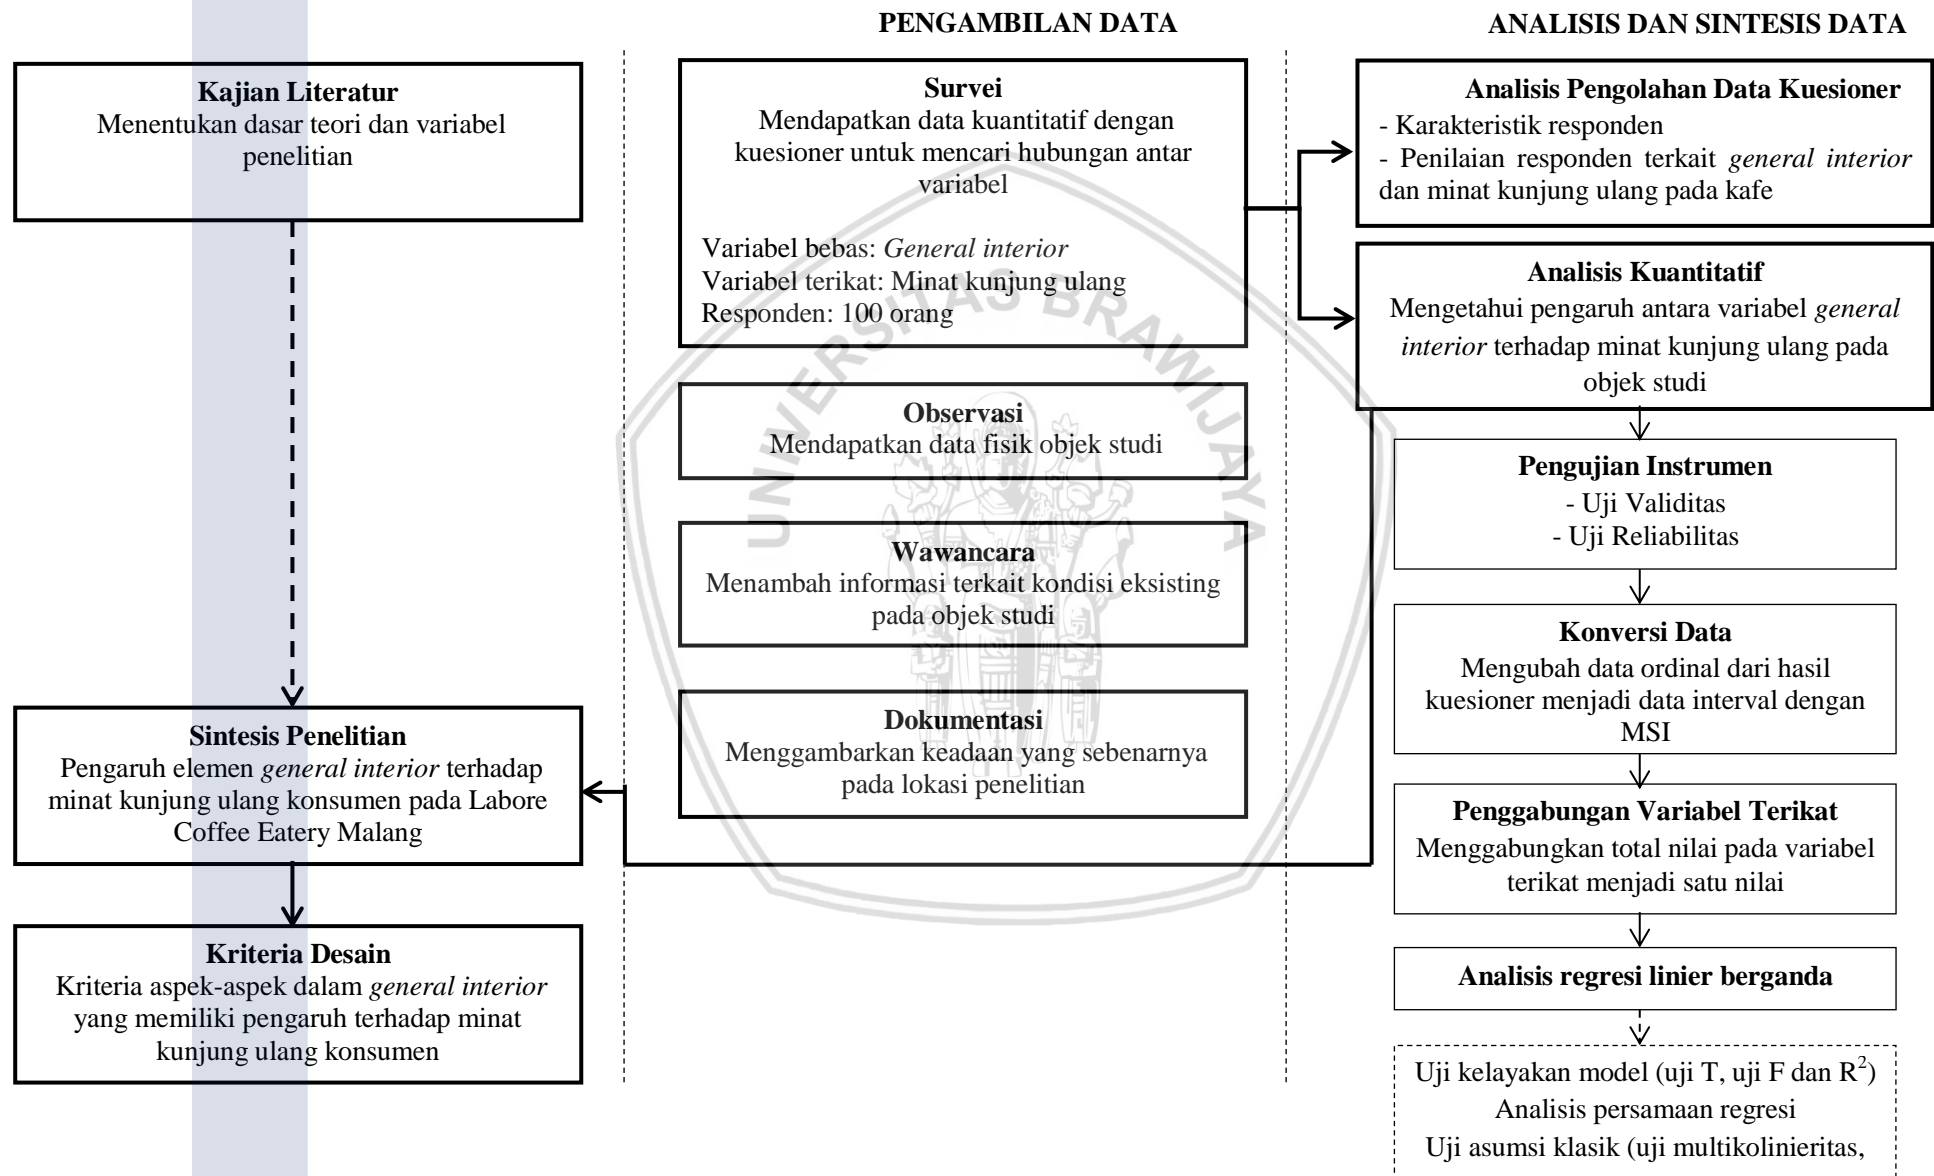 PENGAMBILAN DATA
ANALISIS DAN SINTESIS DATA
Kajian Literatur
Menentukan dasar teori dan variabel
penelitian
Sintesis Penelitian
Pengaruh elemen general interior terhadap
minat kunjung ulang konsumen pada Labore
Coffee Eatery Malang
Kriteria Desain
Kriteria aspek-aspek dalam general interior
yang memiliki pengaruh terhadap minat
kunjung ulang konsumen
Survei
Mendapatkan data kuantitatif dengan
kuesioner untuk mencari hubungan antar
variabel
Variabel bebas: General interior
Variabel terikat: Minat kunjung ulang
Responden: 100 orang
Observasi
Mendapatkan data fisik objek studi
Wawancara
Menambah informasi terkait kondisi eksisting
pada objek studi
Dokumentasi
Menggambarkan keadaan yang sebenarnya
pada lokasi penelitian
UNIVERSITAS BRAWIJAYA
Analisis Pengolahan Data Kuesioner
- Karakteristik responden
- Penilaian responden terkait general interior
dan minat kunjung ulang pada kafe
Analisis Kuantitatif
Mengetahui pengaruh antara variabel general
interior terhadap minat kunjung ulang pada
objek studi
Pengujian Instrumen
- Uji Validitas
- Uji Reliabilitas
Konversi Data
Mengubah data ordinal dari hasil
kuesioner menjadi data interval dengan
MSI
Penggabungan Variabel Terikat
Menggabungkan total nilai pada variabel
terikat menjadi satu nilai
Analisis regresi linier berganda
Uji kelayakan model (uji T, uji F dan R²)
Analisis persamaan regresi
Uji asumsi klasik (uji multikolinieritas,